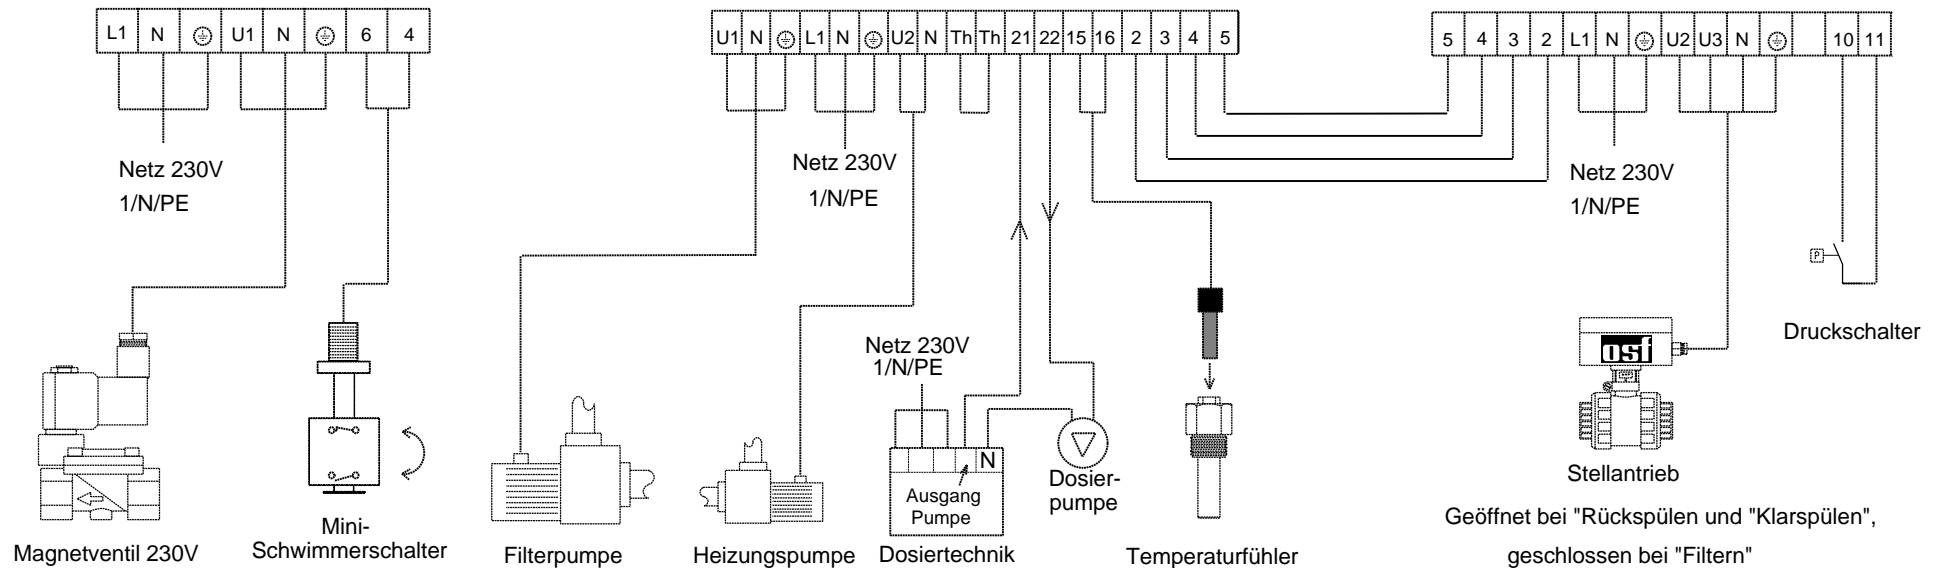 L1 N U1 N 6 4
U1 N L1 N U2 N Th Th 21 22 15 16 2 3 4 5
5 4 3 2 L1 N U2 U3 N 10 11
Netz 230V
1/N/PE
Netz 230V
1/N/PE
Netz 230V
1/N/PE
P
Netz 230V
1/N/PE
osf
Druckschalter
N
Ausgang
Pumpe
Dosier-
pumpe
Stellantrieb
Geöffnet bei "Rückspülen und "Klarspülen",
geschlossen bei "Filtern"
Magnetventil 230V
Mini-
Schwimmerschalter
Filterpumpe
Heizungspumpe
Dosiertechnik
Temperaturfühler